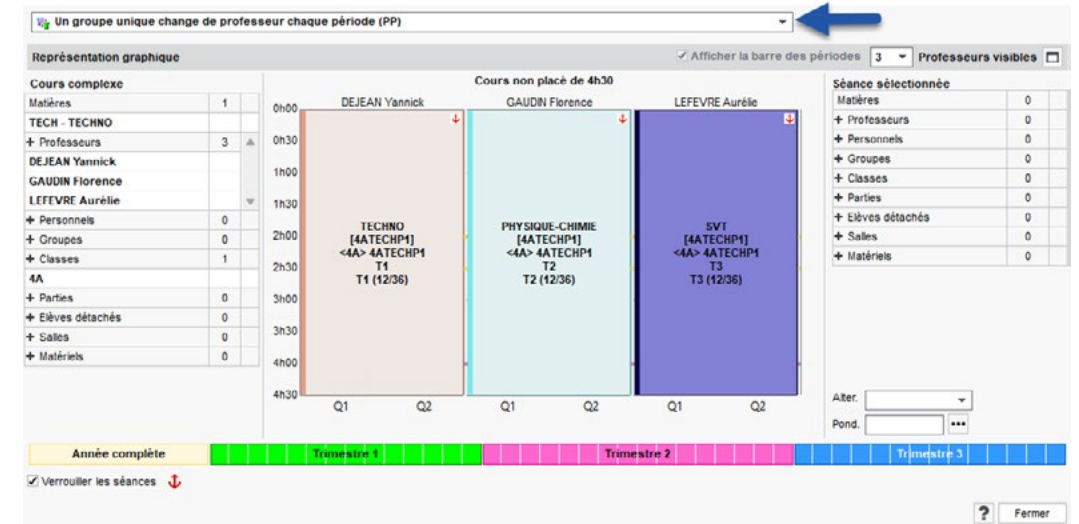 Un groupe unique change de professeur chaque période (PP)
Représentation graphique
Afficher la barre des périodes 3 Professeurs visibles
Cours complexe
Matières 1
TECH - TECHNO
+ Professeurs 3
DEJEAN Yannick
GAUDIN Florence
LEFEVRE Aurélie
+ Personnels 0
+ Groupes 0
+ Classes 1
4A
+ Parties 0
+ Elèves détachés 0
+ Salles 0
+ Matériels 0
Cours non placé de 4h30
DEJEAN Yannick GAUDIN Florence LEFEVRE Aurélie
0h00
0h30
1h00
1h30
2h00
2h30
3h00
3h30
4h00
4h30
TECHNO
[4ATECHP1]
<4A> 4ATECHP1
T1
T1 (12/36)
PHYSIQUE-CHIMIE
[4ATECHP1]
<4A> 4ATECHP1
T2
T2 (12/36)
SVT
[4ATECHP1]
<4A> 4ATECHP1
T3
T3 (12/36)
Q1 Q2 Q1 Q2 Q1 Q2
Séance sélectionnée
Matières 0
+ Professeurs 0
+ Personnels 0
+ Groupes 0
+ Classes 0
+ Parties 0
+ Elèves détachés 0
+ Salles 0
+ Matériels 0
Alter.
Pond. ...
Année complète Trimestre 1 Trimestre 2 Trimestre 3
Verrouiller les séances
? Fermer